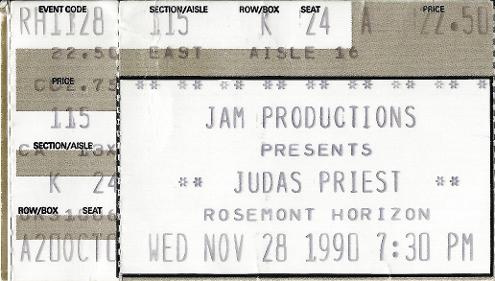 EVENT CODE SECTION/AISLE ROW/BOX SEAT PRICE
RH1128 115 K 24 A 22.50
22.50 EAST AISLE 16
PRICE
115
JAM PRODUCTIONS
PRESENTS
SECTION/AISLE
K 24
** JUDAS PRIEST **
ROW/BOX SEAT
ROSEMONT HORIZON
A20OCT0 WED NOV 28 1990 7:30 PM